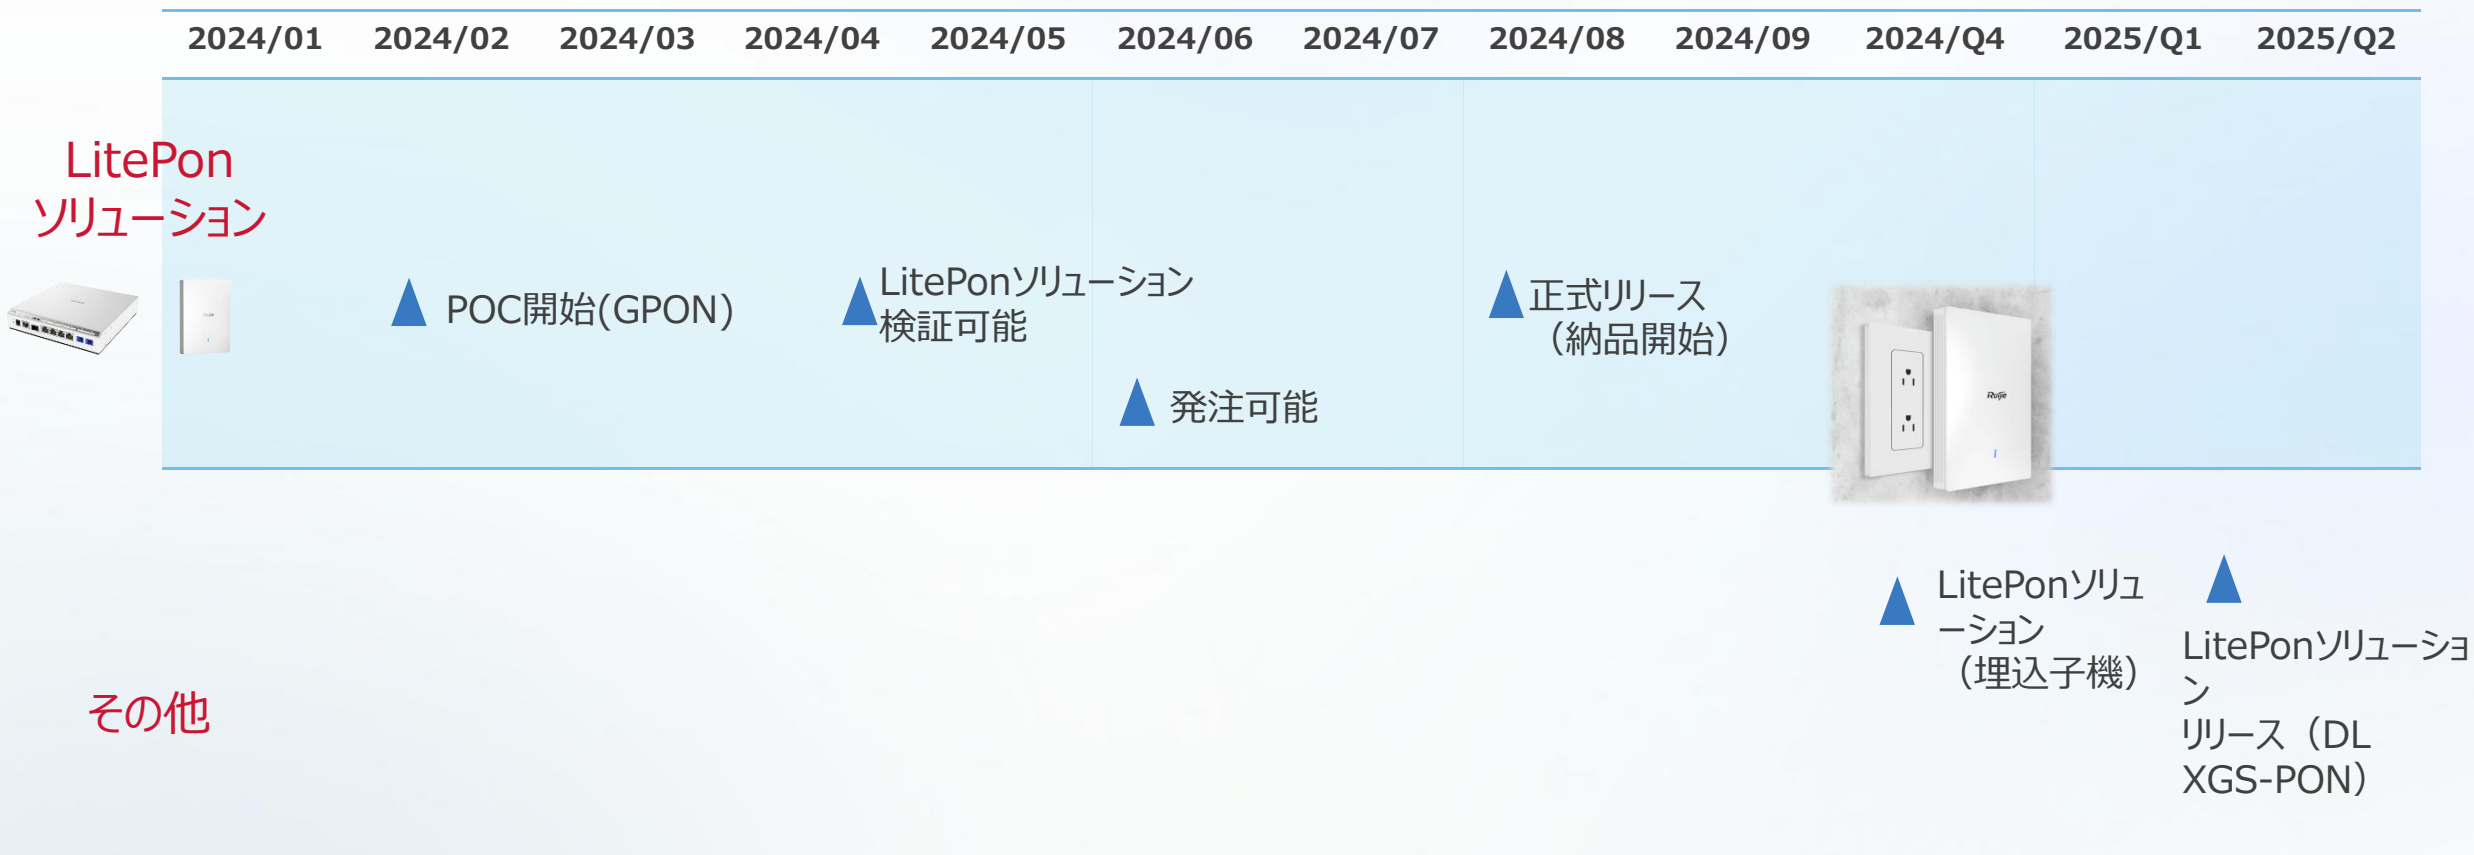 2024/01 2024/02 2024/03 2024/04 2024/05 2024/06 2024/07 2024/08 2024/09 2024/Q4 2025/Q1 2025/Q2
LitePon
ソリューション
POC開始(GPON)
LitePonソリューション
検証可能
正式リリース
（納品開始）
発注可能
Ruijie
その他
LitePonソリュ
ーション
（埋込子機）
LitePonソリューショ
ン
リリース（DL
XGS-PON）